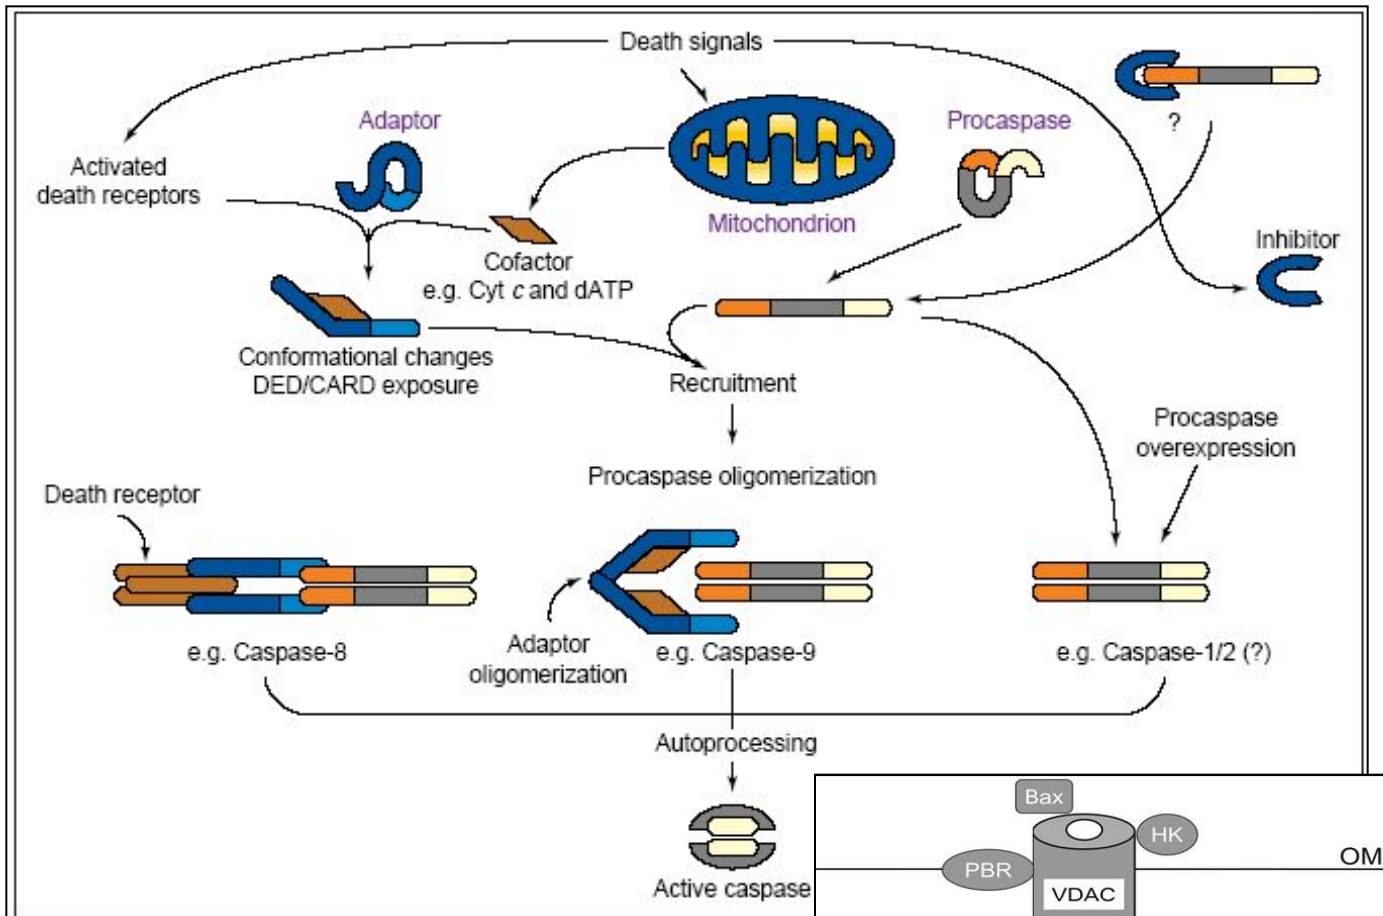 Death signals
?
Adaptor
Procaspase
Activated
death receptors
Mitochondrion
Inhibitor
Cofactor
e.g. Cyt c and dATP
Conformational changes
DED/CARD exposure
Recruitment
Procaspase
overexpression
Procaspase oligomerization
Death receptor
Adaptor
oligomerization
e.g. Caspase-8
e.g. Caspase-9
e.g. Caspase-1/2 (?)
Autoprocessing
Active caspase
Bax
HK
OM
PBR
VDAC